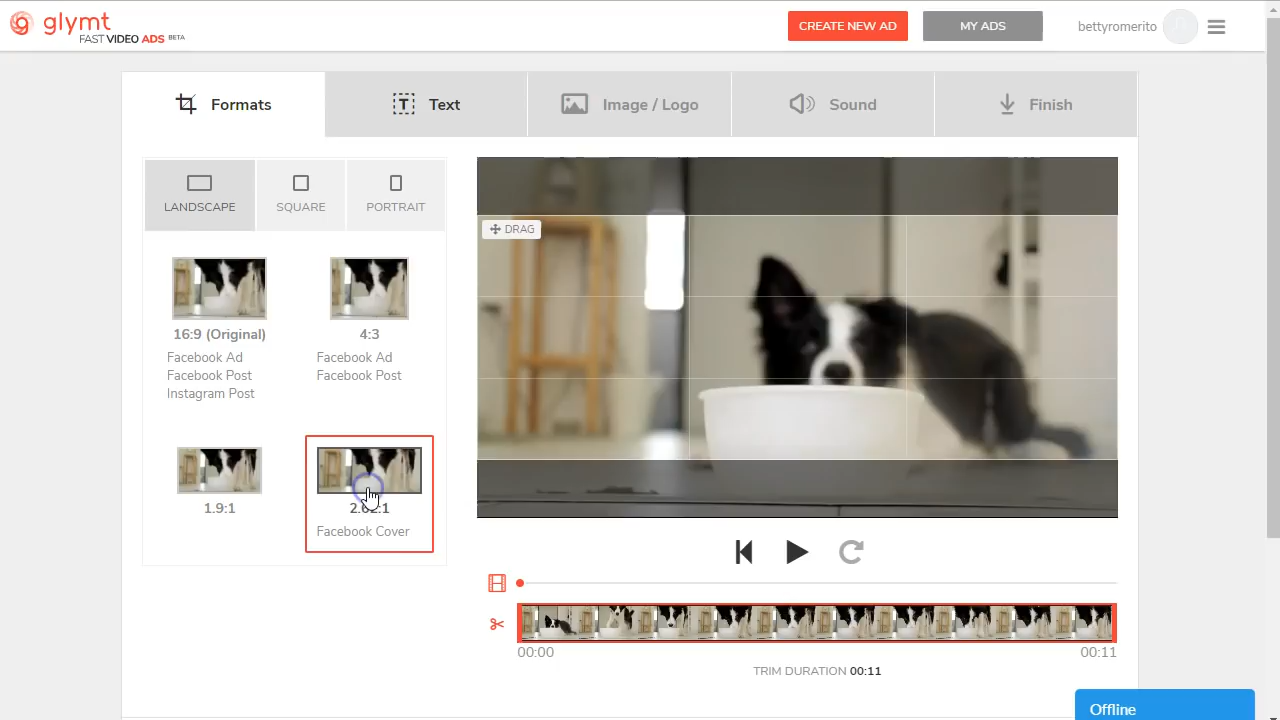 glymt
FAST VIDEO ADS BETA
CREATE NEW AD
MY ADS
bettyromerito
Formats
Text
Image / Logo
Sound
Finish
LANDSCAPE
SQUARE
PORTRAIT
DRAG
16:9 (Original)
Facebook Ad
Facebook Post
Instagram Post
4:3
Facebook Ad
Facebook Post
1.9:1
Facebook Cover
00:00
00:11
TRIM DURATION 00:11
Offline